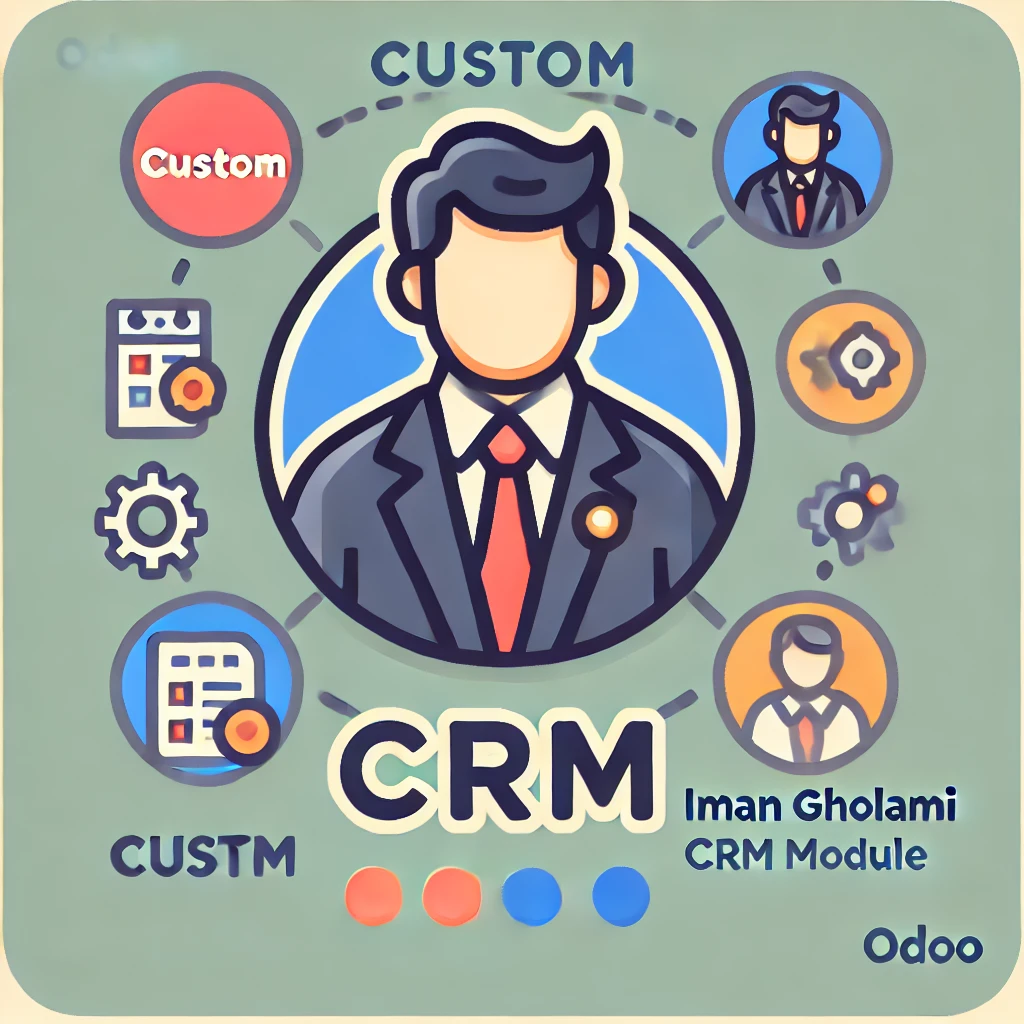 CUSTOM
Custom
CRM
Iman Gholami
CUSTM
CRM Module
Odoo